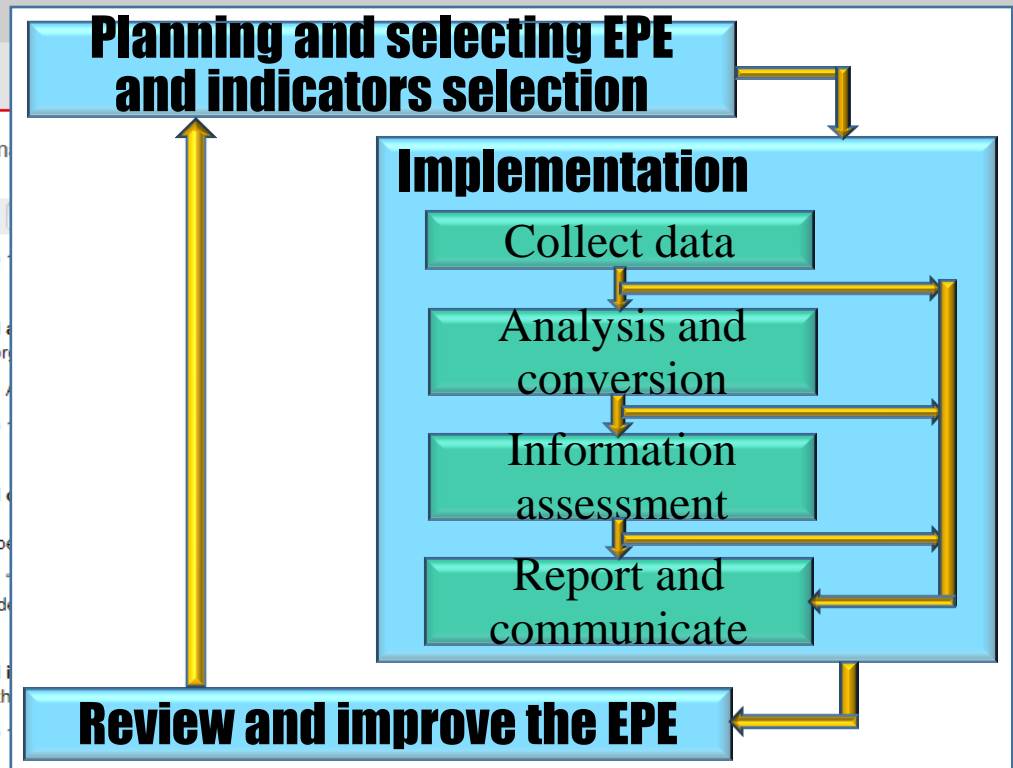 Planning and selecting EPE
and indicators selection
Implementation
Collect data
Analysis and
conversion
Information
assessment
Report and
communicate
Review and improve the EPE